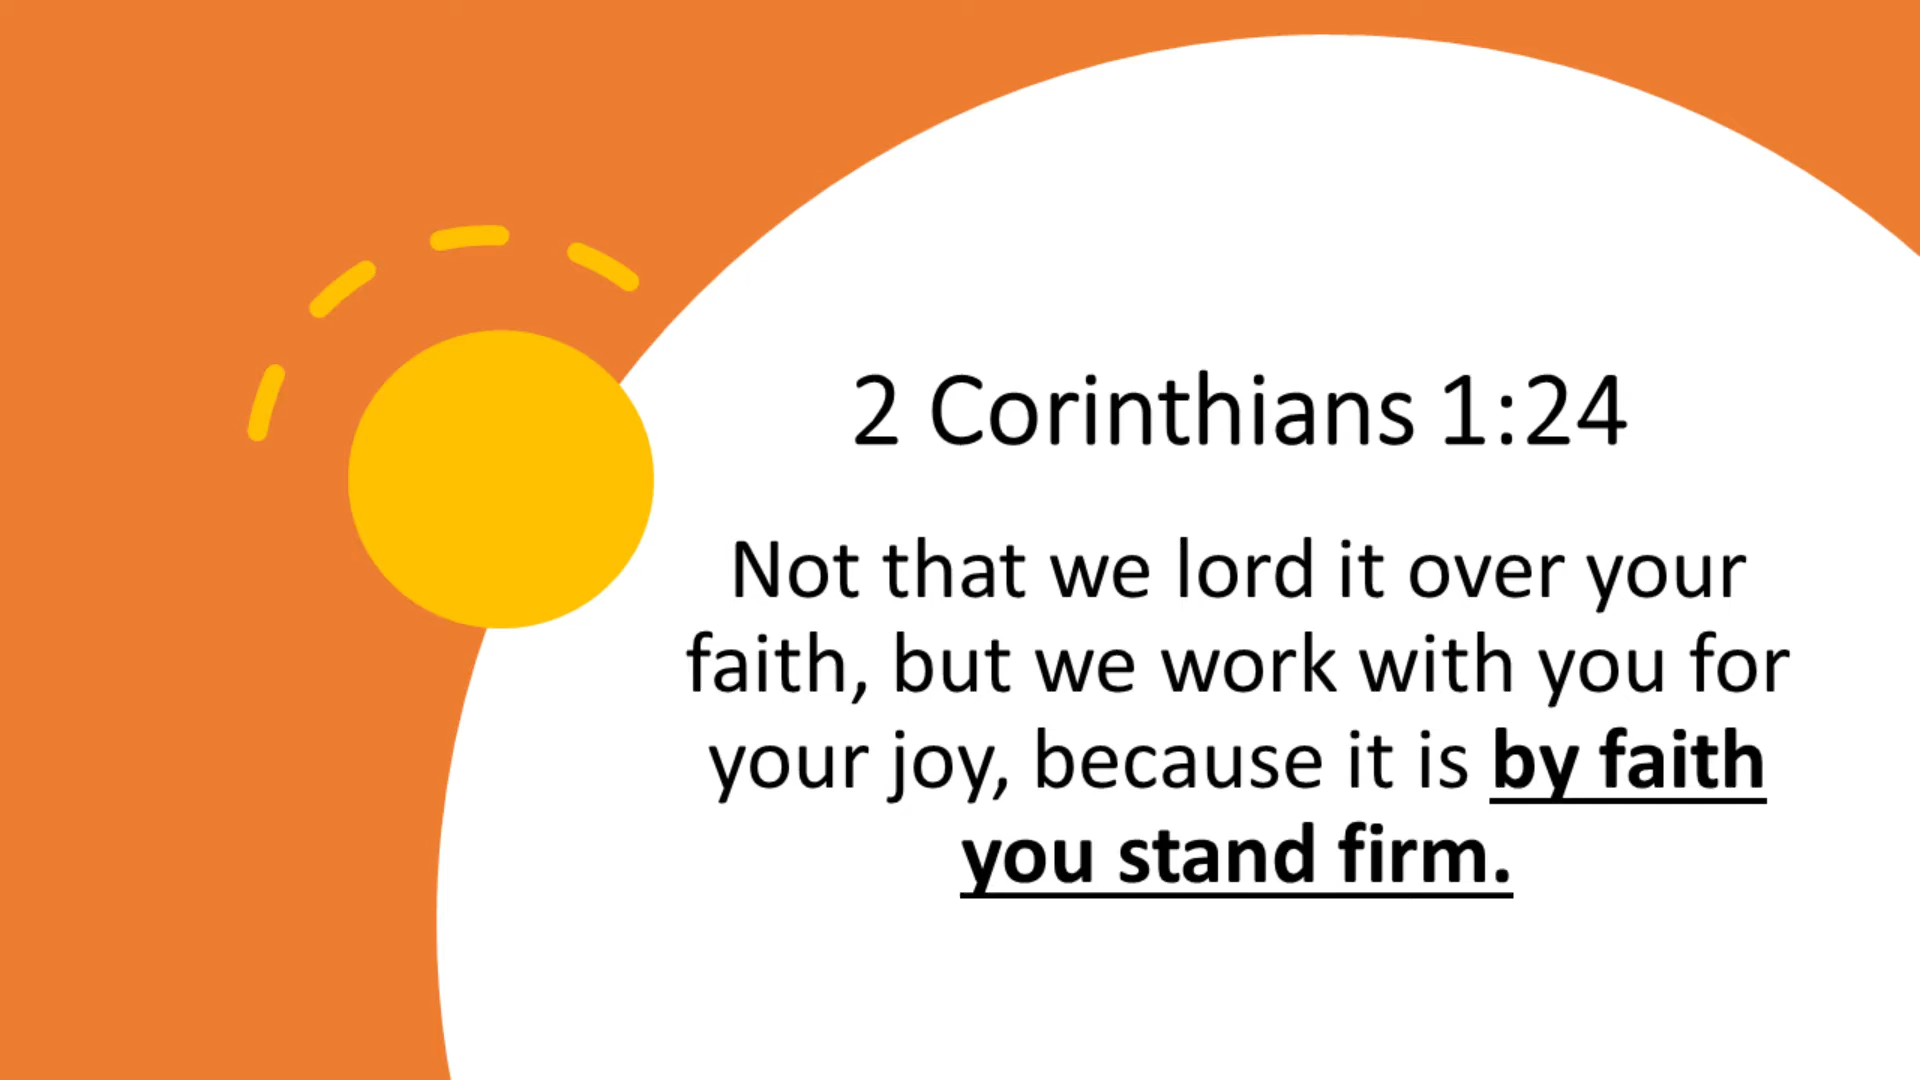 2 Corinthians 1:24
Not that we lord it over your
faith, but we work with you for
your joy, because it is by faith
you stand firm.